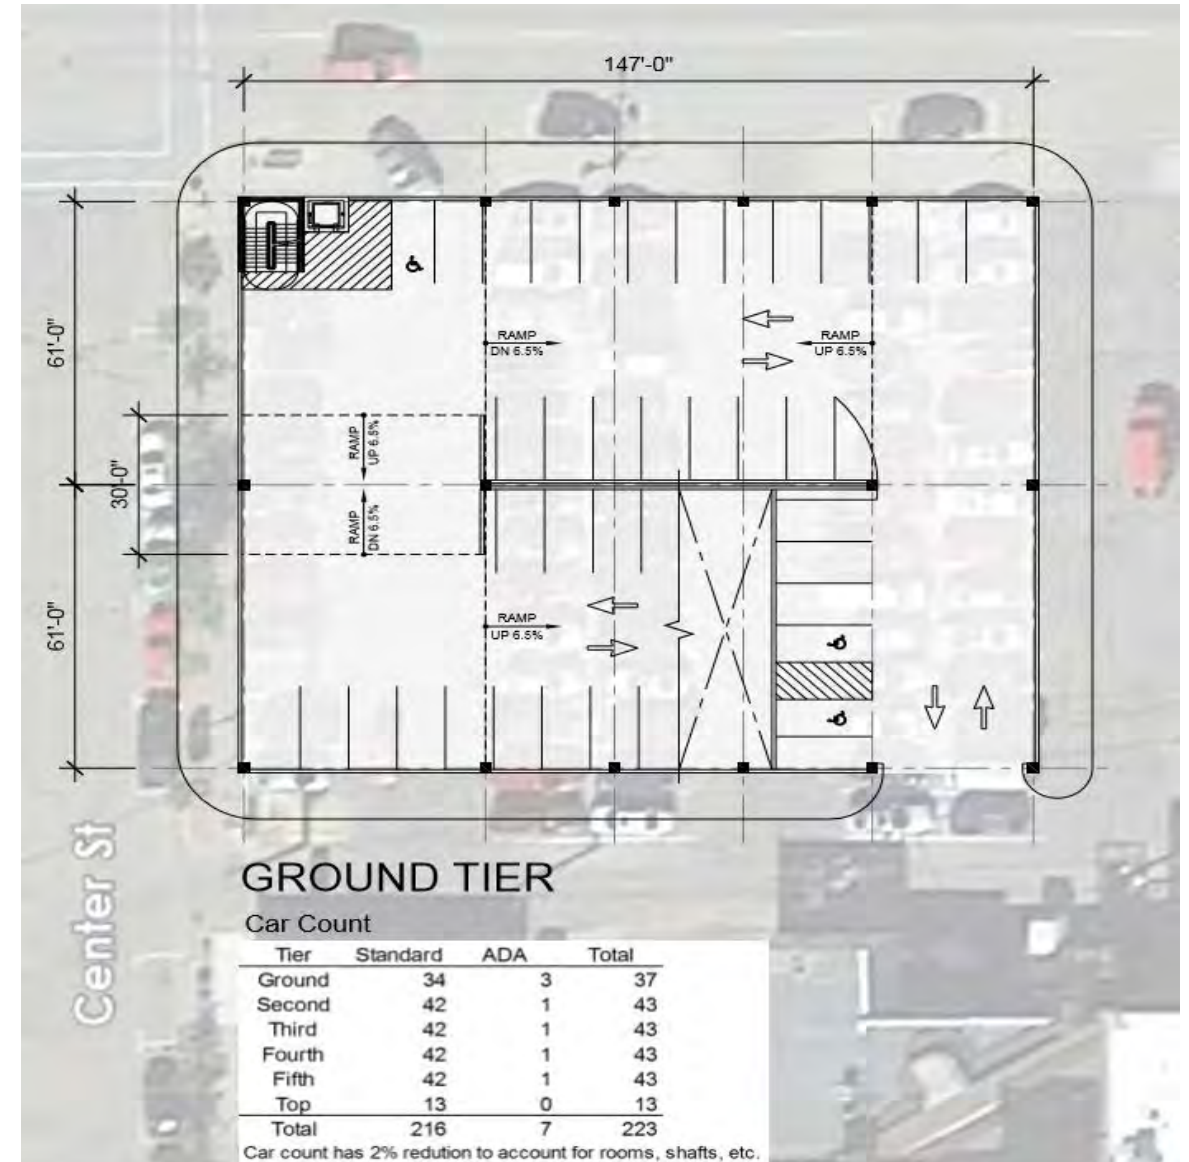 147'-0"
61'-0"
RAMP
DN 6.5%
RAMP
UP 6.5%
RAMP
UP 6.5%
30'-0"
RAMP
DN 6.5%
61'-0"
RAMP
UP 6.5%
Center St
GROUND TIER
Car Count
Tier Standard ADA Total
Ground 34 3 37
Second 42 1 43
Third 42 1 43
Fourth 42 1 43
Fifth 42 1 43
Top 13 0 13
Total 216 7 223
Car count has 2% redution to account for rooms, shafts, etc.